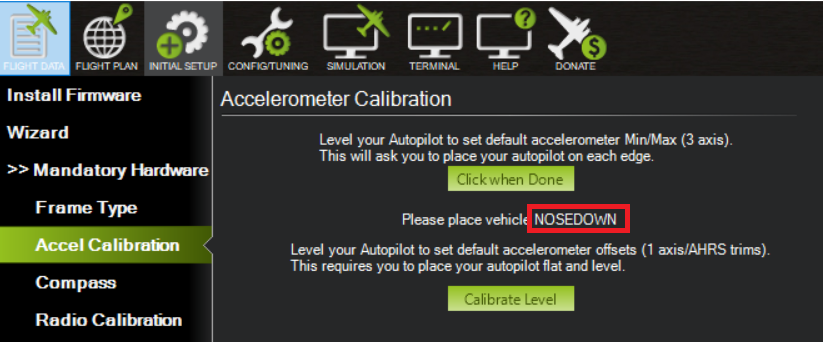 FLIGHT DATA FLIGHT PLAN INITIAL SETUP CONFIG/TUNING SIMULATION TERMINAL HELP DONATE
Install Firmware
Wizard
>> Mandatory Hardware
Frame Type
Accel Calibration
Compass
Radio Calibration
Accelerometer Calibration
Level your Autopilot to set default accelerometer Min/Max (3 axis).
This will ask you to place your autopilot on each edge.
Click when Done
Please place vehicle NOSEDOWN
Level your Autopilot to set default accelerometer offsets (1 axis/AHRS trims).
This requires you to place your autopilot flat and level.
Calibrate Level